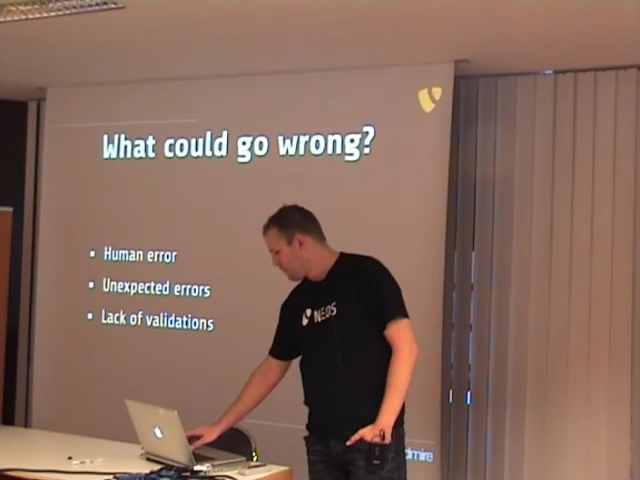 What could go wrong?
Human error
Unexpected errors
Lack of validations
NEOS